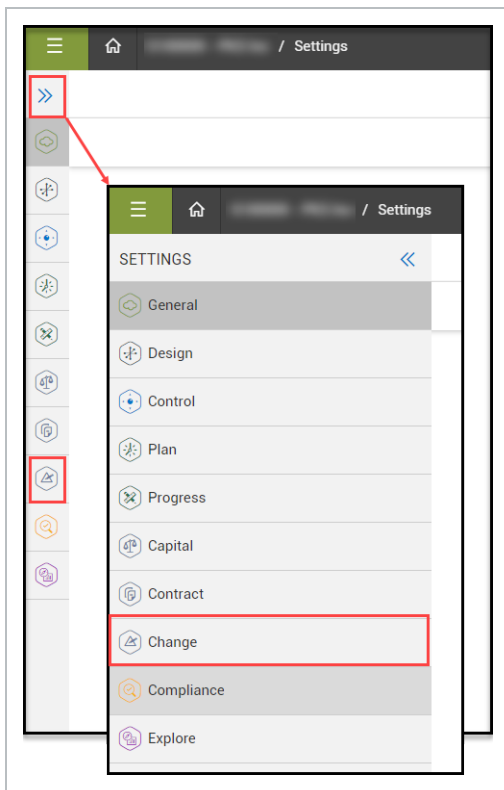 / Settings
/ Settings
SETTINGS
General
Design
Control
Plan
Progress
Capital
Contract
Change
Compliance
Explore